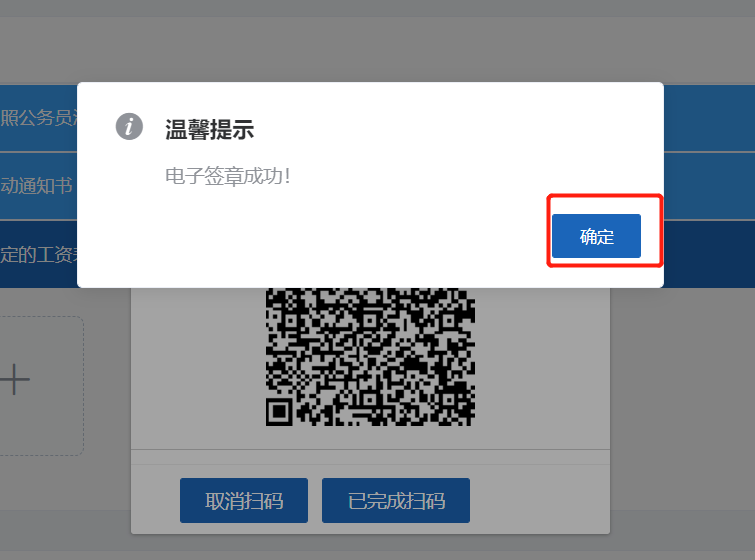 温馨提示
照公务员
电子签章成功！
动通知书
确定
定的工资
取消扫码
已完成扫码